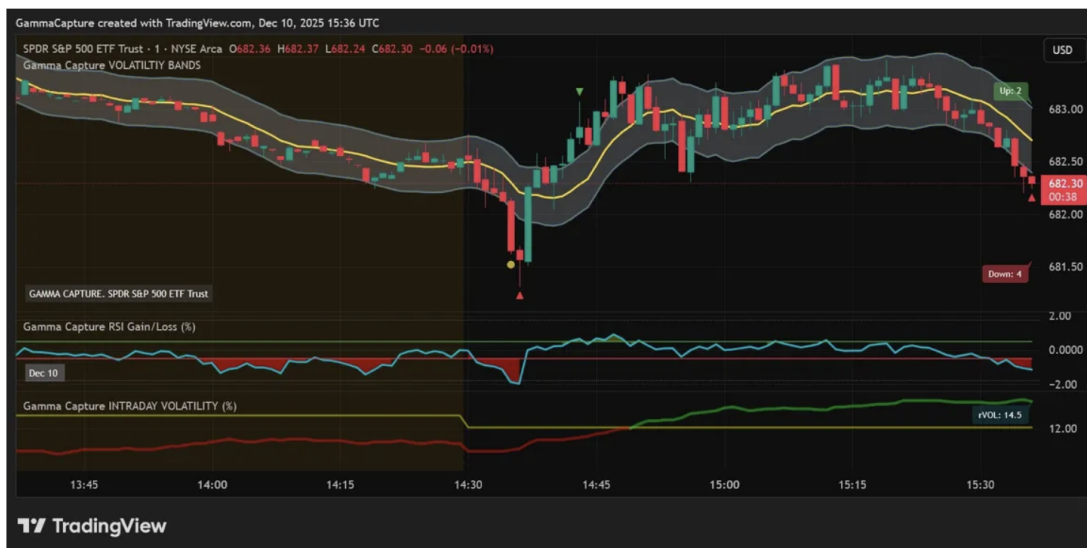 GammaCapture created with TradingView.com, Dec 10, 2025 15:36 UTC
SPDR S&P 500 ETF Trust · 1 · NYSE Arca O682.36 H682.37 L682.24 C682.30 −0.06 (−0.01%)
USD
Gamma Capture VOLATILTIY BANDS
Up: 2
683.00
682.50
682.30
00:38
682.00
Down: 4
681.50
GAMMA CAPTURE. SPDR S&P 500 ETF Trust
2.00
Gamma Capture RSI Gain/Loss (%)
0.0000
Dec 10
−2.00
Gamma Capture INTRADAY VOLATILITY (%)
rVOL: 14.5
12.00
13:45 14:00 14:15 14:30 14:45 15:00 15:15 15:30
TradingView